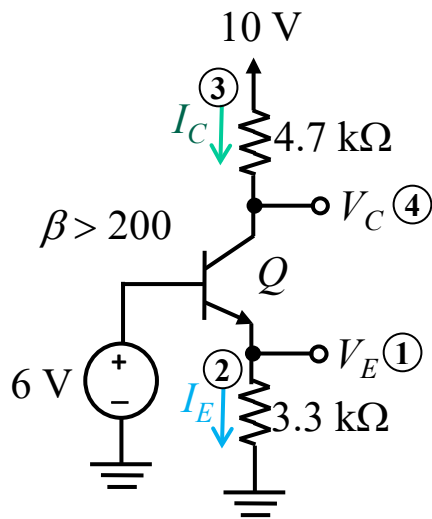 10 V
③
I_C
4.7 kΩ
V_C ④
β > 200
Q
+
6 V
−
V_E ①
②
I_E
3.3 kΩ